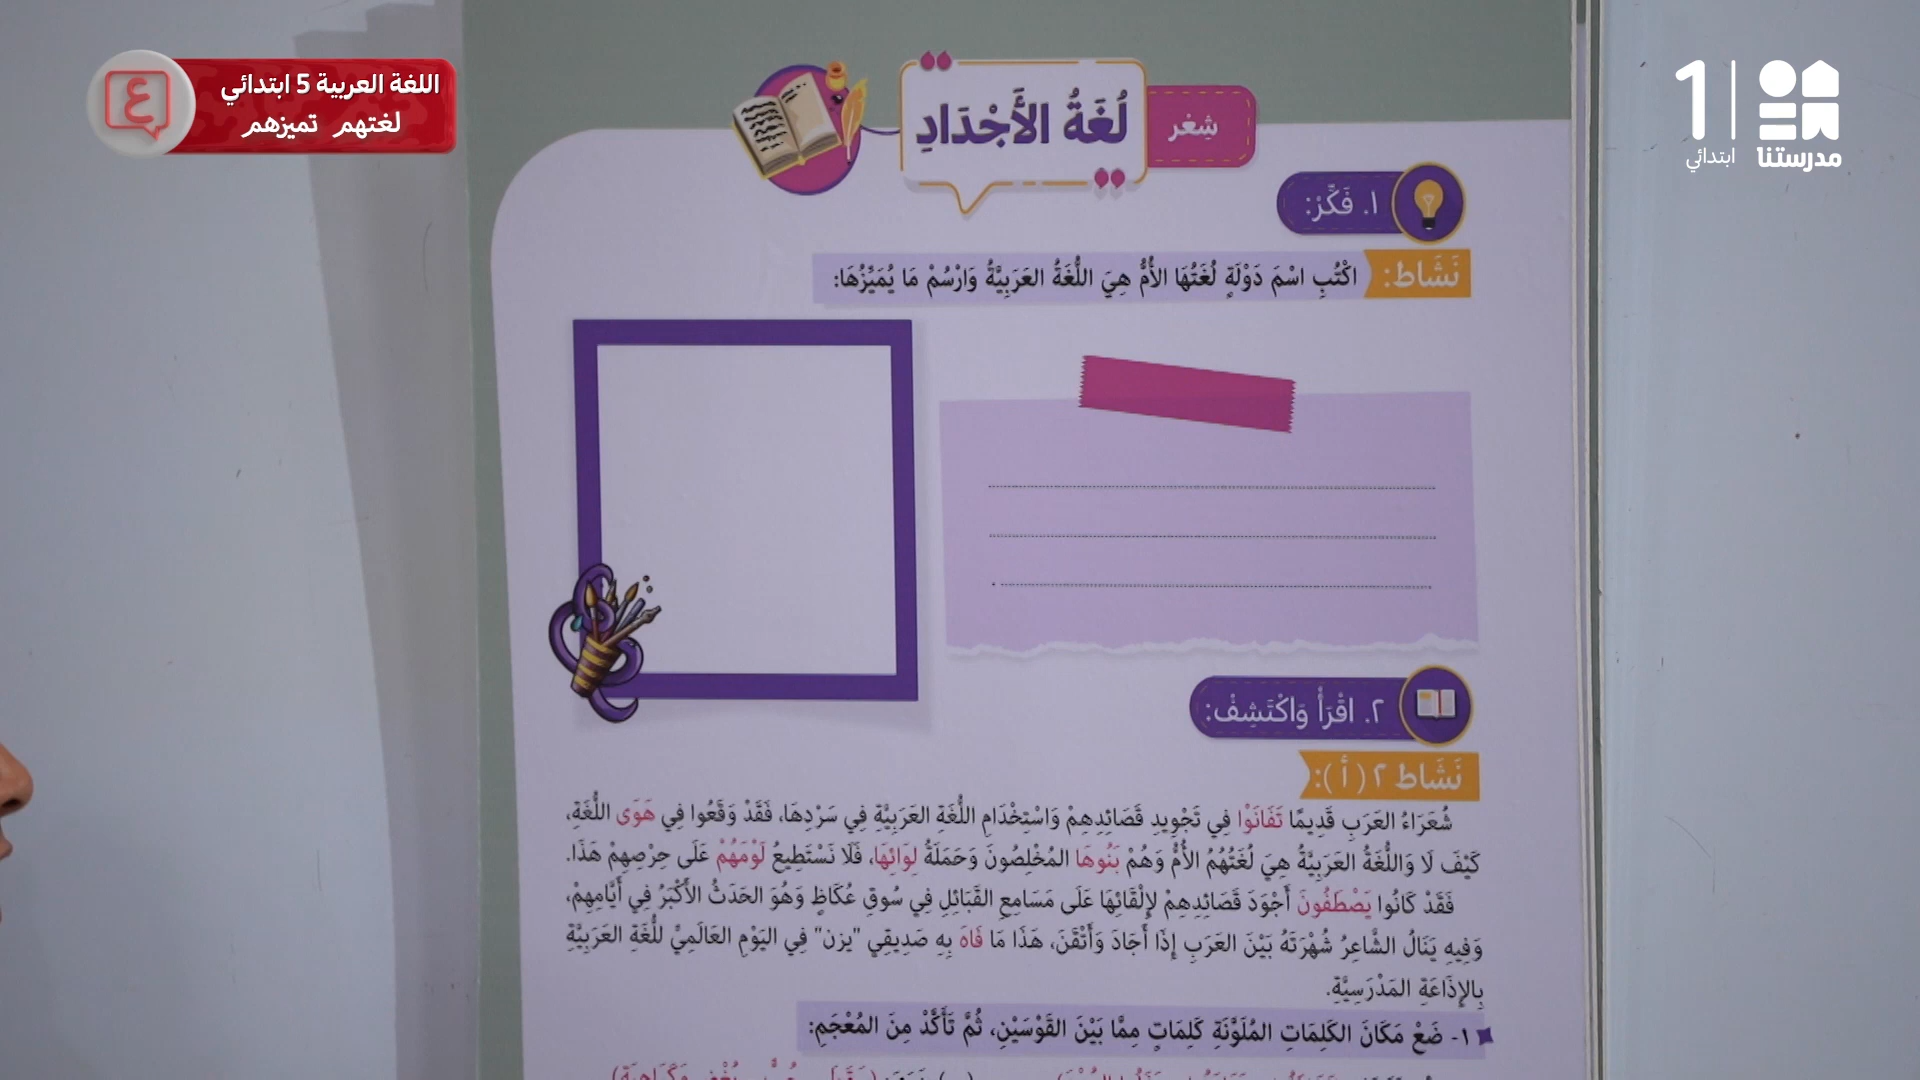 اللغة العربية 5 ابتدائي
لغتهم تميزهم
1 ابتدائي
مدرستنا
شِعْر
لُغَةُ الأَجْدَادِ
١. فَكِّرْ:
نَشَاط: اكْتُبِ اسْمَ دَوْلَةٍ لُغَتُهَا الأُمُّ هِيَ اللُّغَةُ العَرَبِيَّةُ وَارْسُمْ مَا يُمَيِّزُهَا:
٢. اقْرَأْ وَاكْتَشِفْ:
نَشَاط ٢ (أ):
شُعَرَاءُ العَرَبِ قَدِيمًا تَفَانَوْا فِي تَجْوِيدِ قَصَائِدِهِمْ وَاسْتِخْدَامِ اللُّغَةِ العَرَبِيَّةِ فِي سَرْدِهَا، فَقَدْ وَقَعُوا فِي هَوَى اللُّغَةِ،
كَيْفَ لَا وَاللُّغَةُ العَرَبِيَّةُ هِيَ لُغَتُهُمُ الأُمُّ وَهُمْ بَنُوهَا المُخْلِصُونَ وَحَمَلَةُ لِوَائِهَا، فَلَا نَسْتَطِيعُ لَوْمَهُمْ عَلَى حِرْصِهِمْ هَذَا.
فَقَدْ كَانُوا يَصْطَفُونَ أَجْوَدَ قَصَائِدِهِمْ لِإِلْقَائِهَا عَلَى مَسَامِعِ القَبَائِلِ فِي سُوقِ عُكَاظٍ وَهُوَ الحَدَثُ الأَكْبَرُ فِي أَيَّامِهِمْ،
وَفِيهِ يَنَالُ الشَّاعِرُ شُهْرَتَهُ بَيْنَ العَرَبِ إِذَا أَجَادَ وَأَتْقَنَ، هَذَا مَا فَاهَ بِهِ صَدِيقِي "يزن" فِي اليَوْمِ العَالَمِيِّ لِلُّغَةِ العَرَبِيَّةِ
بِالإِذَاعَةِ المَدْرَسِيَّةِ.
١- ضَعْ مَكَانَ الكَلِمَاتِ المُلَوَّنَةِ كَلِمَاتٍ مِمَّا بَيْنَ القَوْسَيْنِ، ثُمَّ تَأَكَّدْ مِنَ المُعْجَمِ: